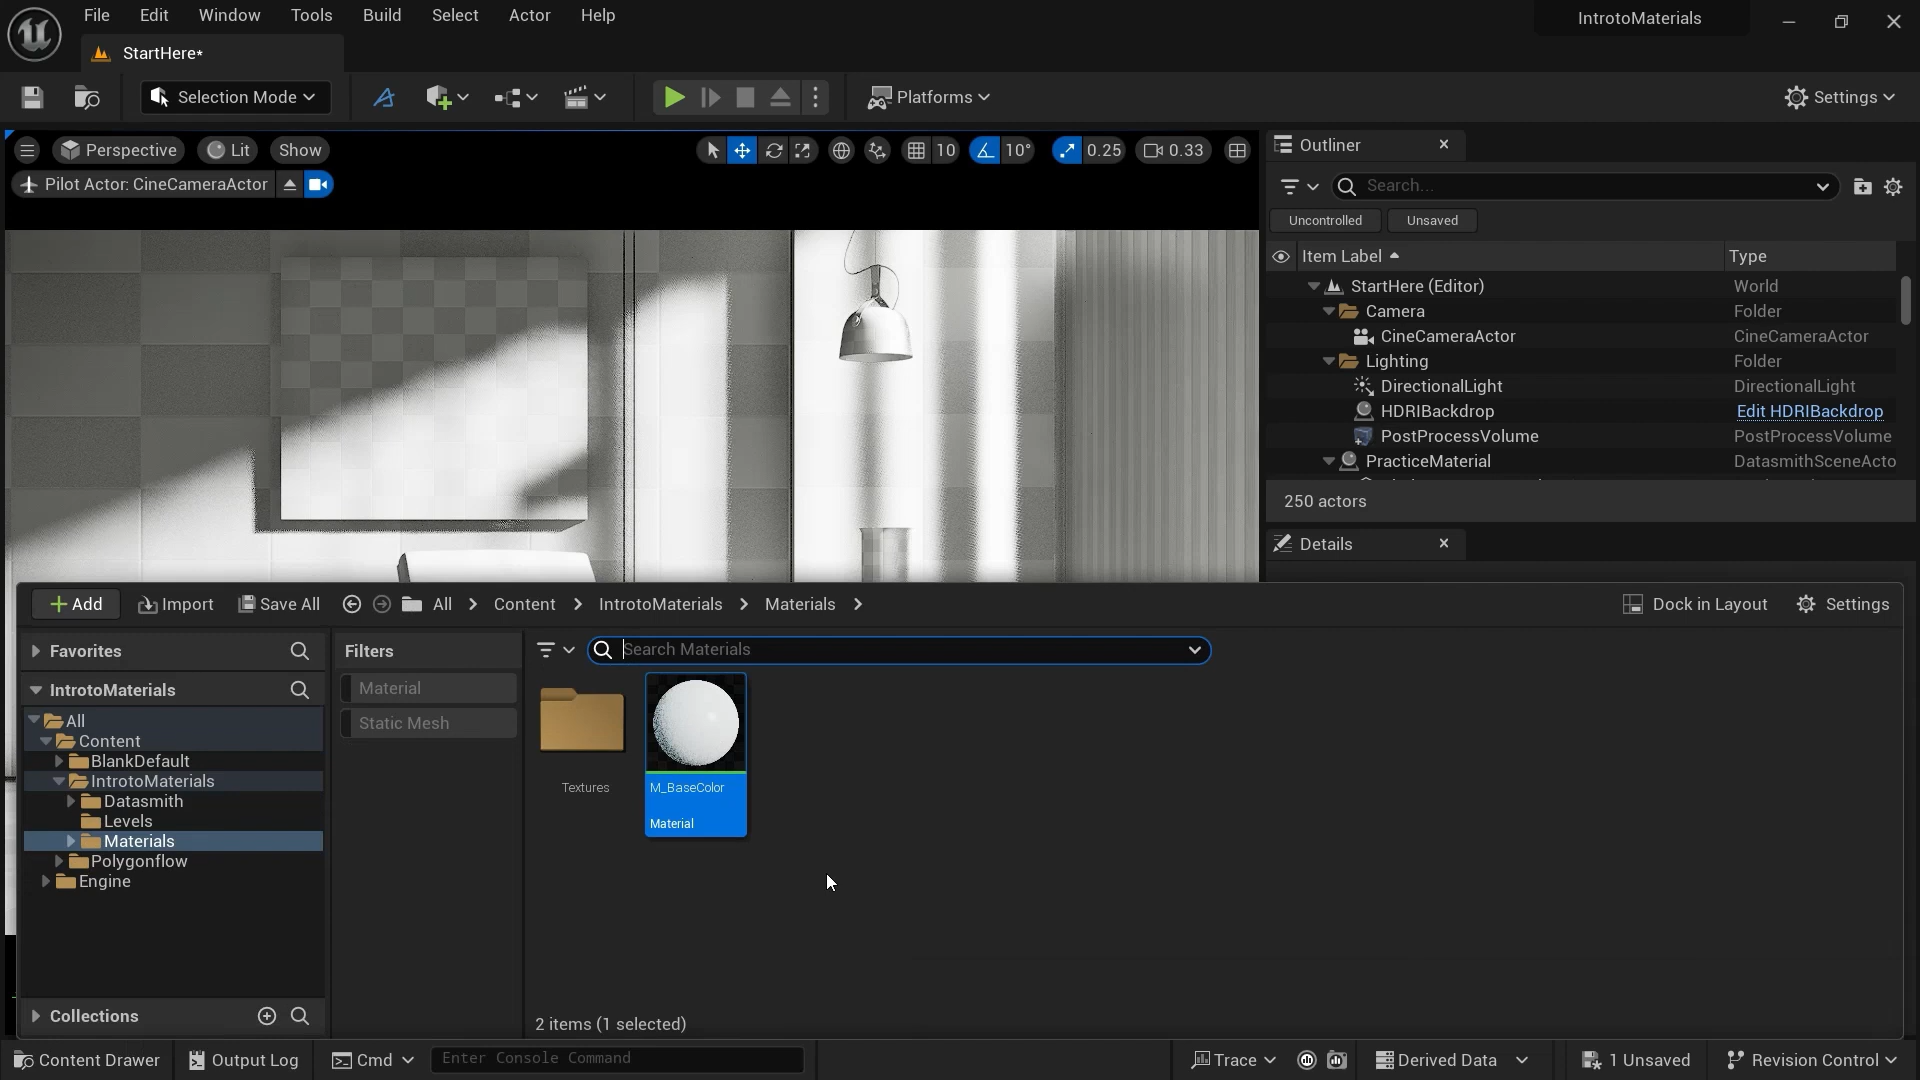 File Edit Window Tools Build Select Actor Help
IntrotoMaterials
StartHere*
Selection Mode
Platforms
Settings
Perspective Lit Show
10 10° 0.25 0.33
Pilot Actor: CineCameraActor
Outliner
Search...
Uncontrolled Unsaved
Item Label Type
StartHere (Editor) World
Camera Folder
CineCameraActor CineCameraActor
Lighting Folder
DirectionalLight DirectionalLight
HDRIBackdrop Edit HDRIBackdrop
PostProcessVolume PostProcessVolume
PracticeMaterial DatasmithSceneActo
250 actors
Details
Add Import Save All All Content IntrotoMaterials Materials Dock in Layout Settings
Favorites
IntrotoMaterials
All
Content
BlankDefault
IntrotoMaterials
Datasmith
Levels
Materials
Polygonflow
Engine
Collections
Filters
Material
Static Mesh
Search Materials
Textures
M_BaseColor
Material
2 items (1 selected)
Content Drawer Output Log Cmd Enter Console Command Trace Derived Data 1 Unsaved Revision Control